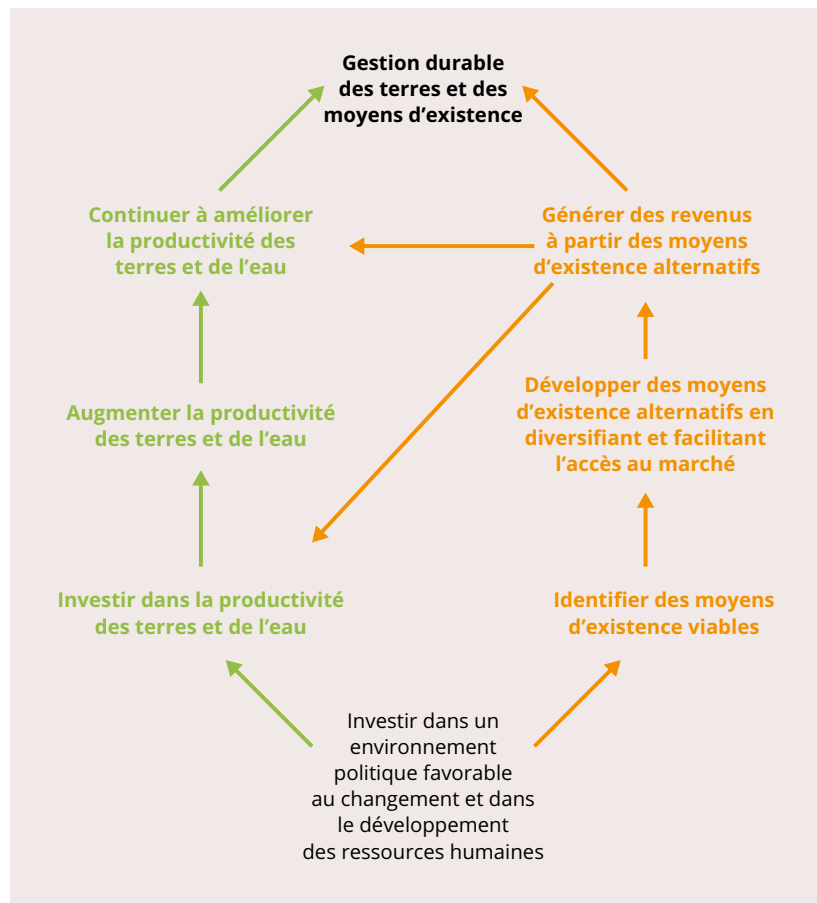 Gestion durable
des terres et des
moyens d'existence
Continuer à améliorer
la productivité des
terres et de l'eau
Générer des revenus
à partir des moyens
d'existence alternatifs
Augmenter la productivité
des terres et de l'eau
Développer des moyens
d'existence alternatifs en
diversifiant et facilitant
l'accès au marché
Investir dans la productivité
des terres et de l'eau
Identifier des moyens
d'existence viables
Investir dans un
environnement
politique favorable
au changement et dans
le développement
des ressources humaines